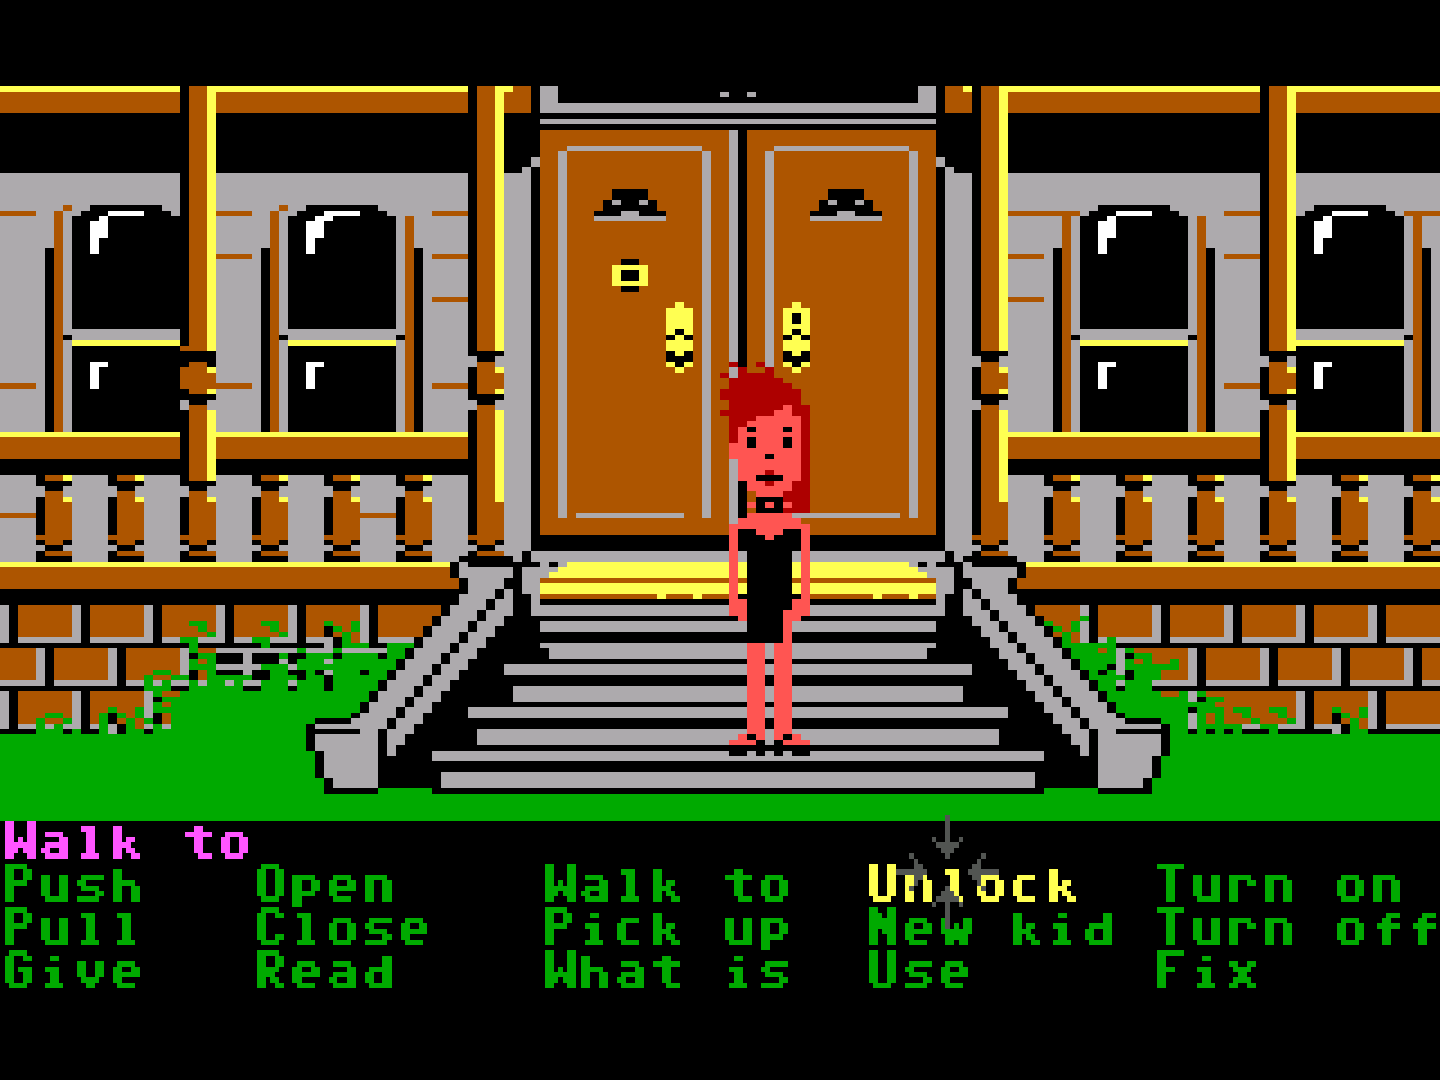 Walk to
Push Open Walk to Unlock Turn on
Pull Close Pick up New kid Turn off
Give Read What is Use Fix